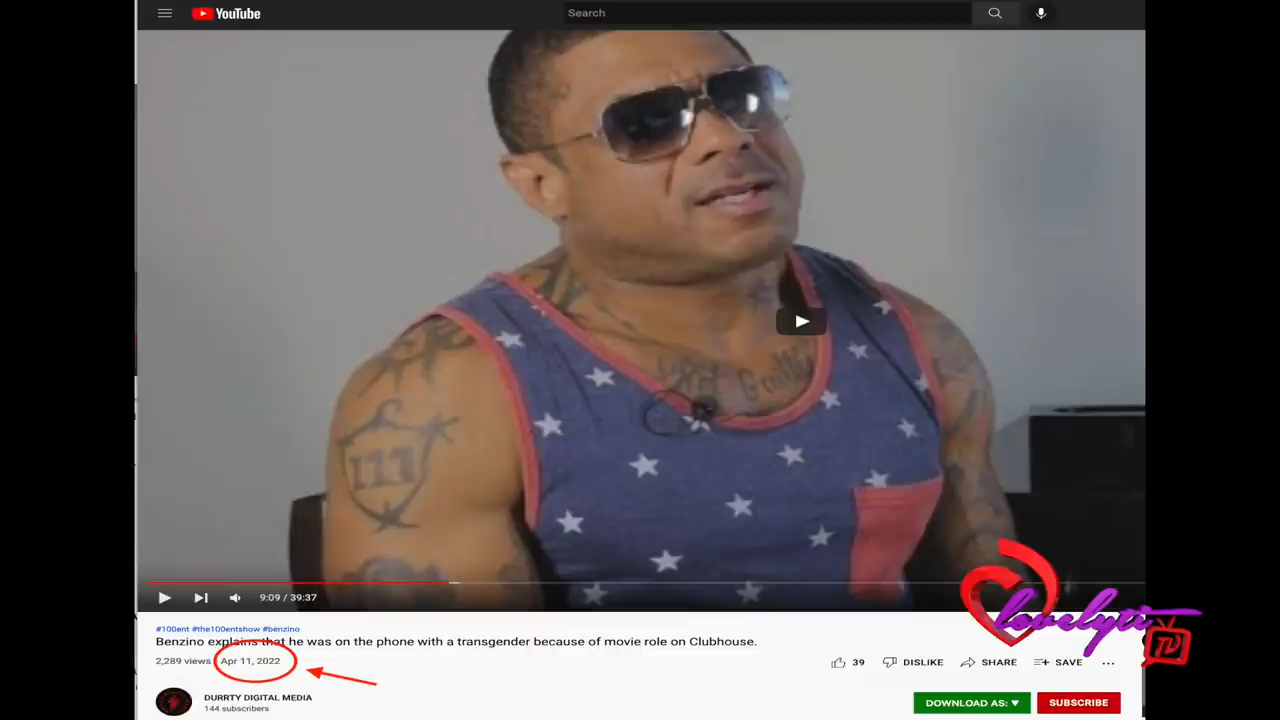 YouTube
Search
111
9:09 / 39:37
#100ent #the100entshow #benzino
Benzino explains that he was on the phone with a transgender because of movie role on Clubhouse.
2,289 views Apr 11, 2022
39 DISLIKE SHARE SAVE ...
DURRTY DIGITAL MEDIA
144 subscribers
DOWNLOAD AS: ▼ SUBSCRIBE
lovelyti
TV